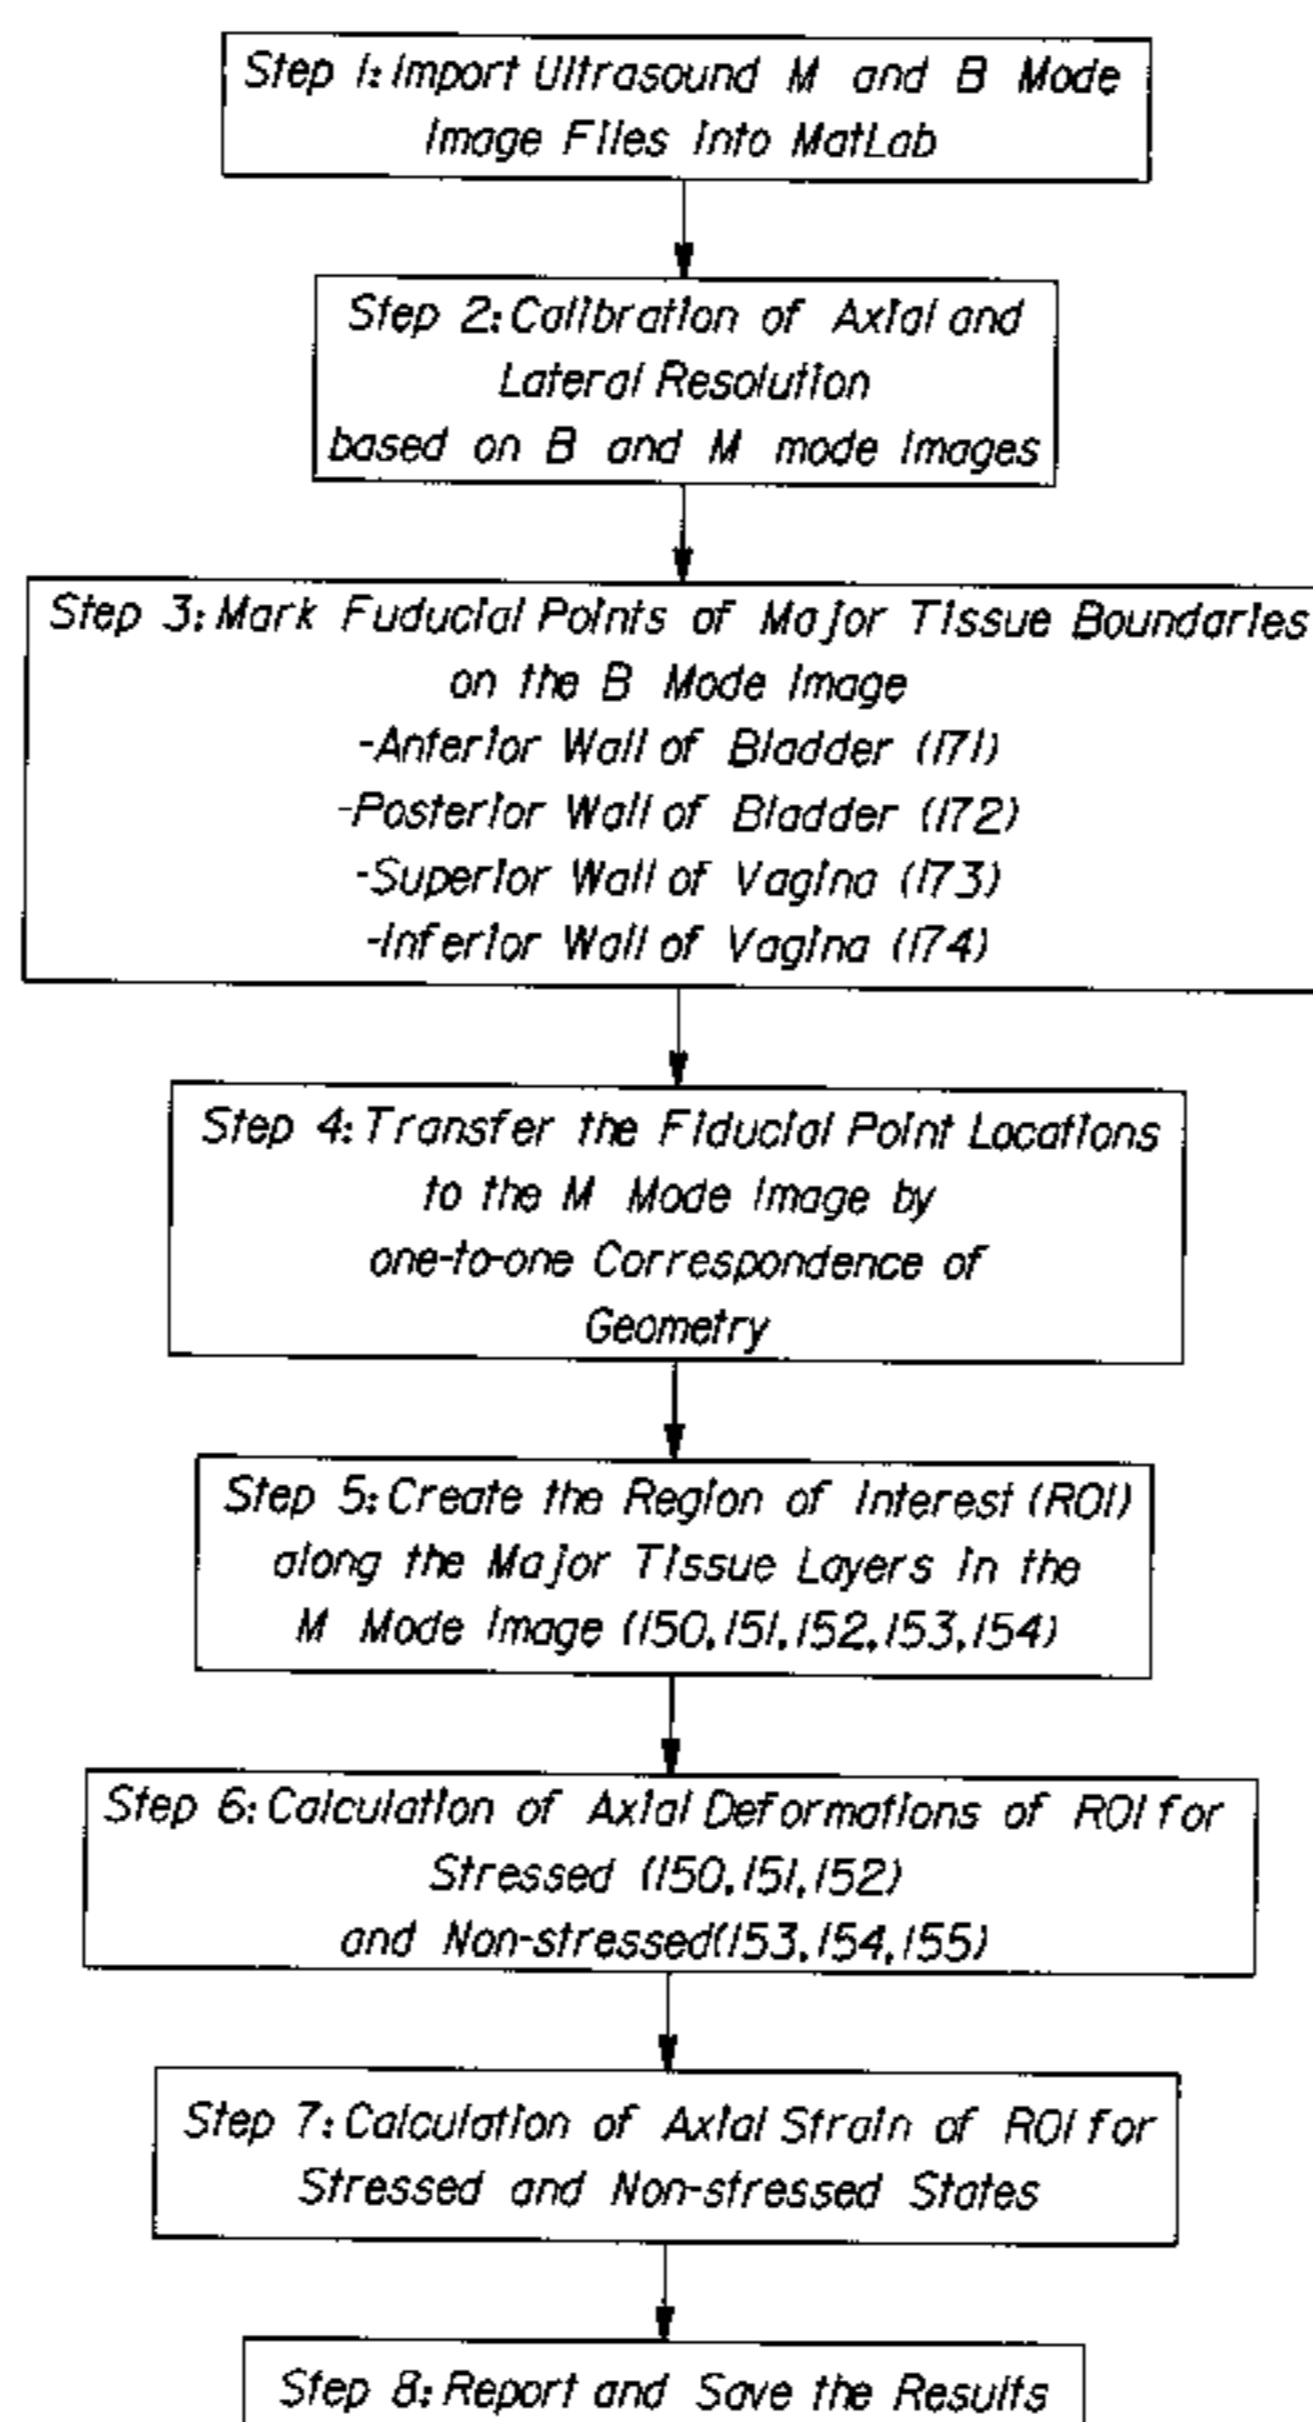 Step 1: Import Ultrasound M and B Mode
Image Files into MatLab
Step 2: Calibration of Axial and
Lateral Resolution
based on B and M mode Images
Step 3: Mark Fuducial Points of Major Tissue Boundaries
on the B Mode Image
-Anterior Wall of Bladder (171)
-Posterior Wall of Bladder (172)
-Superior Wall of Vagina (173)
-Inferior Wall of Vagina (174)
Step 4: Transfer the Fiducial Point Locations
to the M Mode Image by
one-to-one Correspondence of
Geometry
Step 5: Create the Region of Interest (ROI)
along the Major Tissue Layers in the
M Mode Image (150,151,152,153,154)
Step 6: Calculation of Axial Deformations of ROI for
Stressed (150,151,152)
and Non-stressed(153,154,155)
Step 7: Calculation of Axial Strain of ROI for
Stressed and Non-stressed States
Step 8: Report and Save the Results